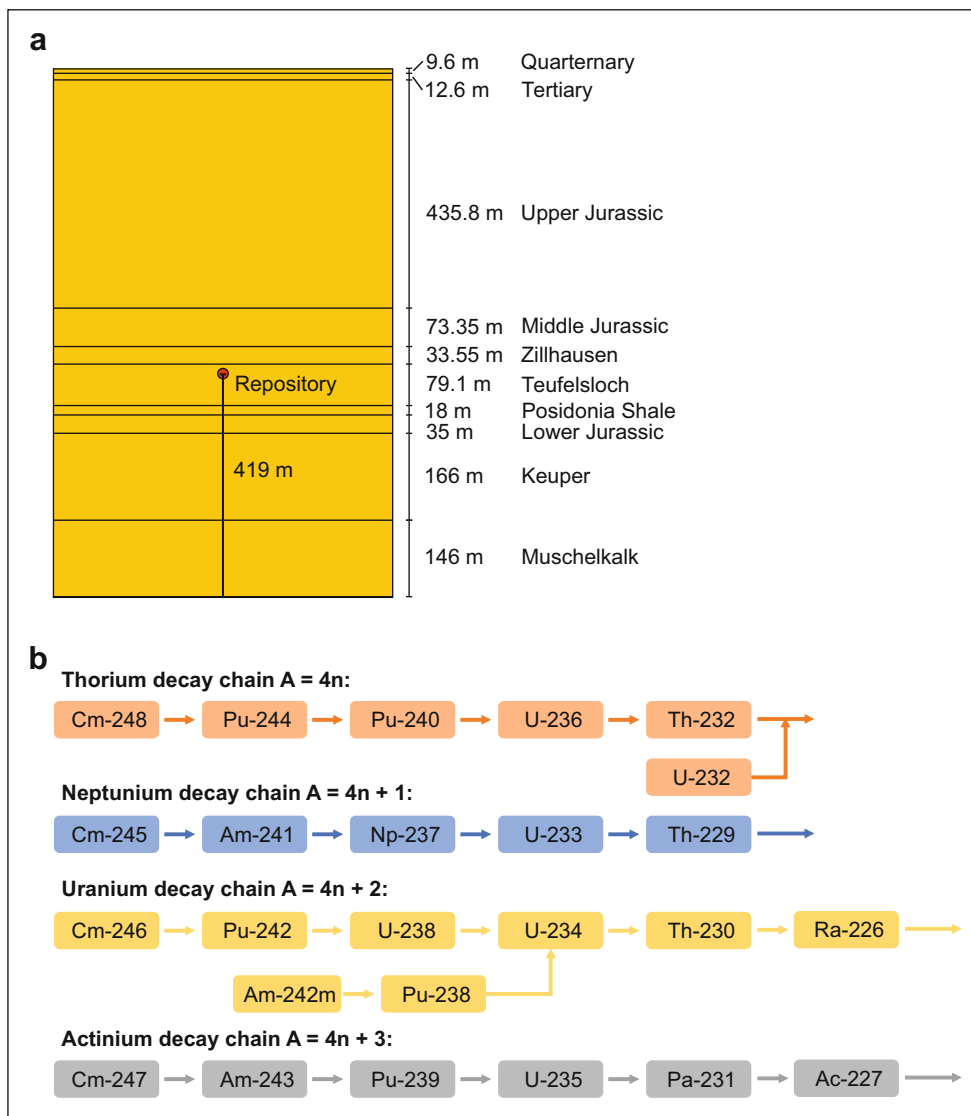 a
9.6 m Quarternary
12.6 m Tertiary
435.8 m Upper Jurassic
73.35 m Middle Jurassic
33.55 m Zillhausen
Repository
79.1 m Teufelsloch
18 m Posidonia Shale
35 m Lower Jurassic
419 m
166 m Keuper
146 m Muschelkalk
b
Thorium decay chain A = 4n:
Cm-248 Pu-244 Pu-240 U-236 Th-232
U-232
Neptunium decay chain A = 4n + 1:
Cm-245 Am-241 Np-237 U-233 Th-229
Uranium decay chain A = 4n + 2:
Cm-246 Pu-242 U-238 U-234 Th-230 Ra-226
Am-242m Pu-238
Actinium decay chain A = 4n + 3:
Cm-247 Am-243 Pu-239 U-235 Pa-231 Ac-227